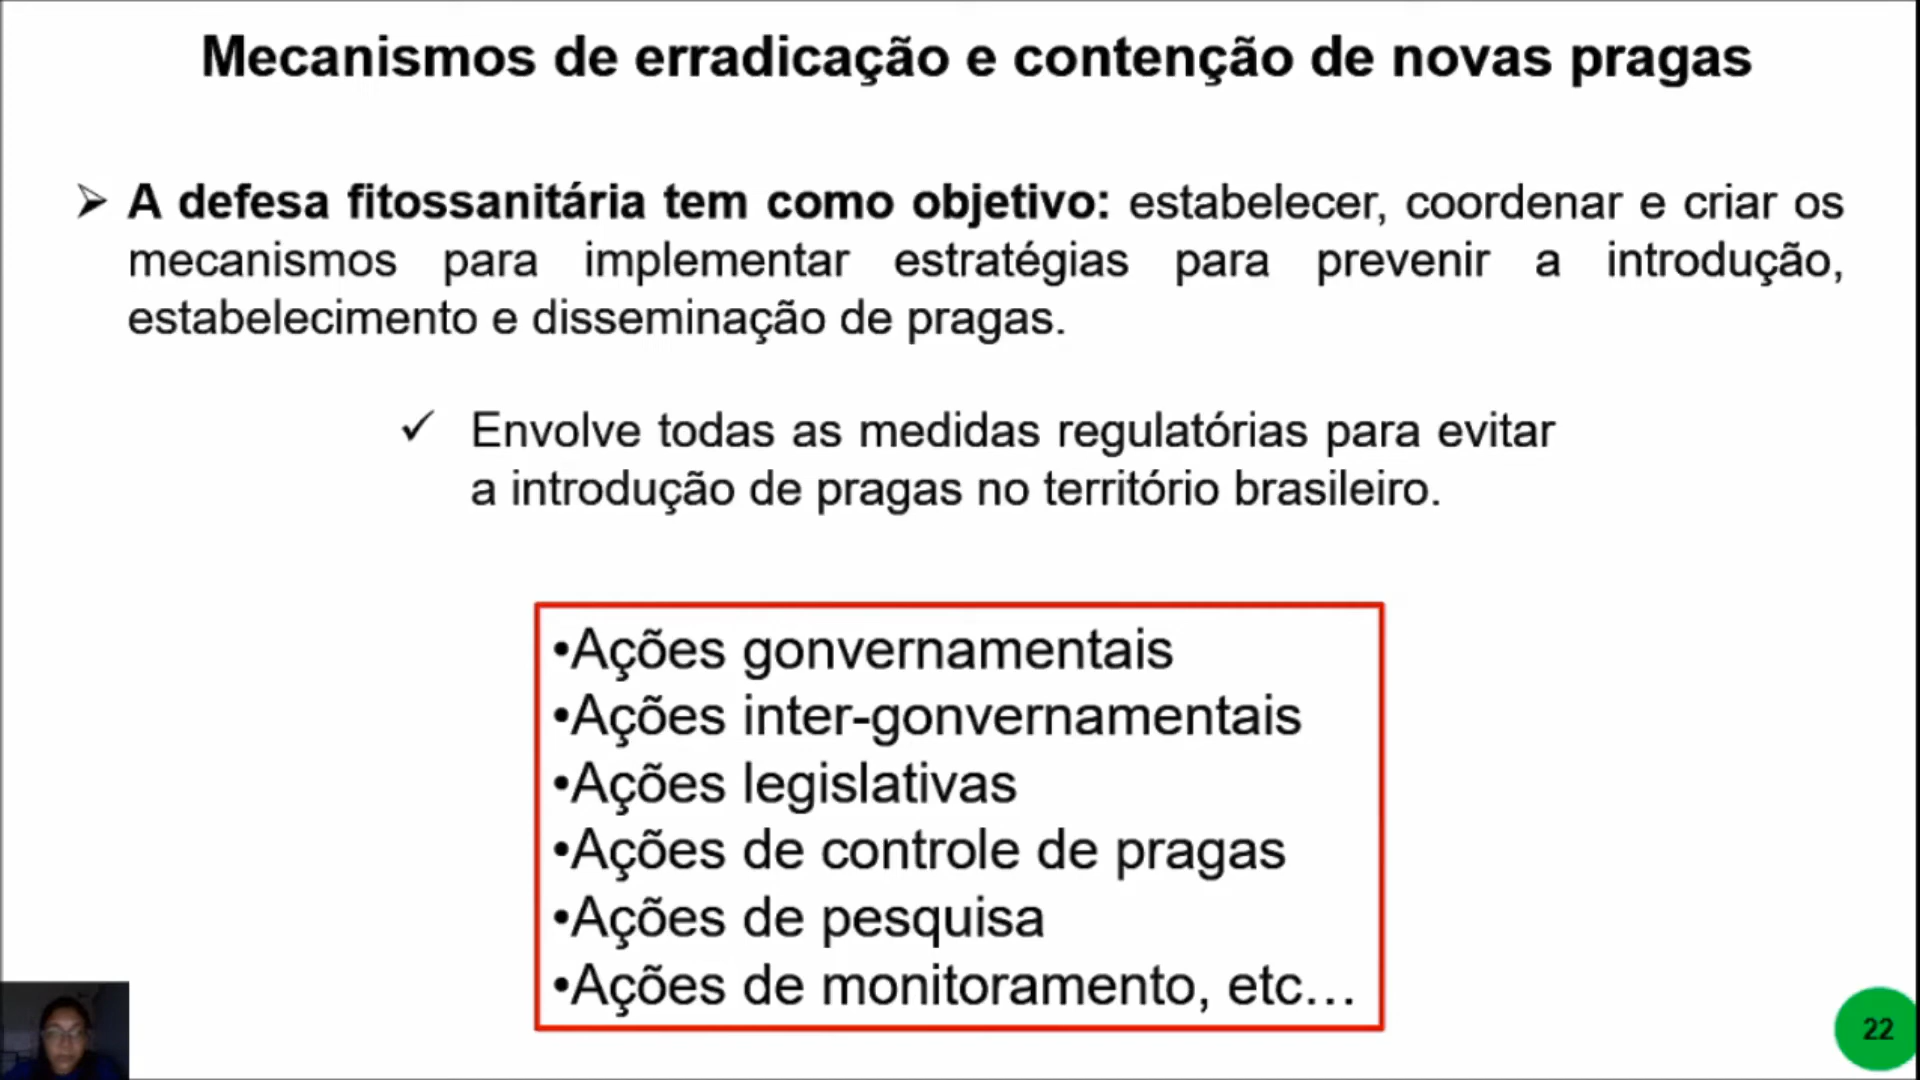 Mecanismos de erradicação e contenção de novas pragas
➢ A defesa fitossanitária tem como objetivo: estabelecer, coordenar e criar os
mecanismos para implementar estratégias para prevenir a introdução,
estabelecimento e disseminação de pragas.
✓ Envolve todas as medidas regulatórias para evitar
a introdução de pragas no território brasileiro.
•Ações gonvernamentais
•Ações inter-gonvernamentais
•Ações legislativas
•Ações de controle de pragas
•Ações de pesquisa
•Ações de monitoramento, etc...
22